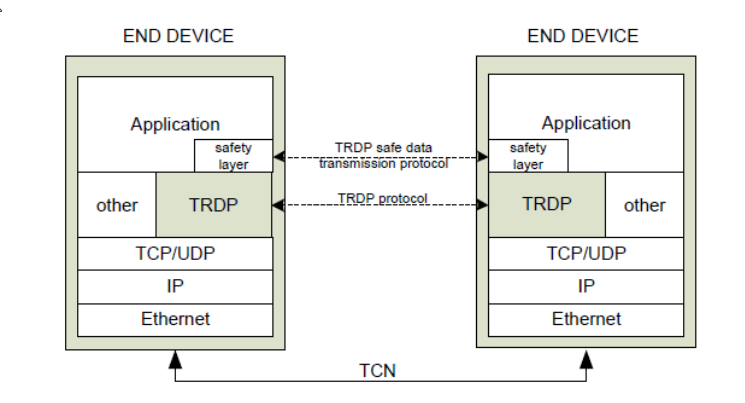 END DEVICE
END DEVICE
Application
Application
safety
layer
TRDP safe data
transmission protocol
safety
layer
other
TRDP
TRDP protocol
TRDP
other
TCP/UDP
TCP/UDP
IP
IP
Ethernet
Ethernet
TCN